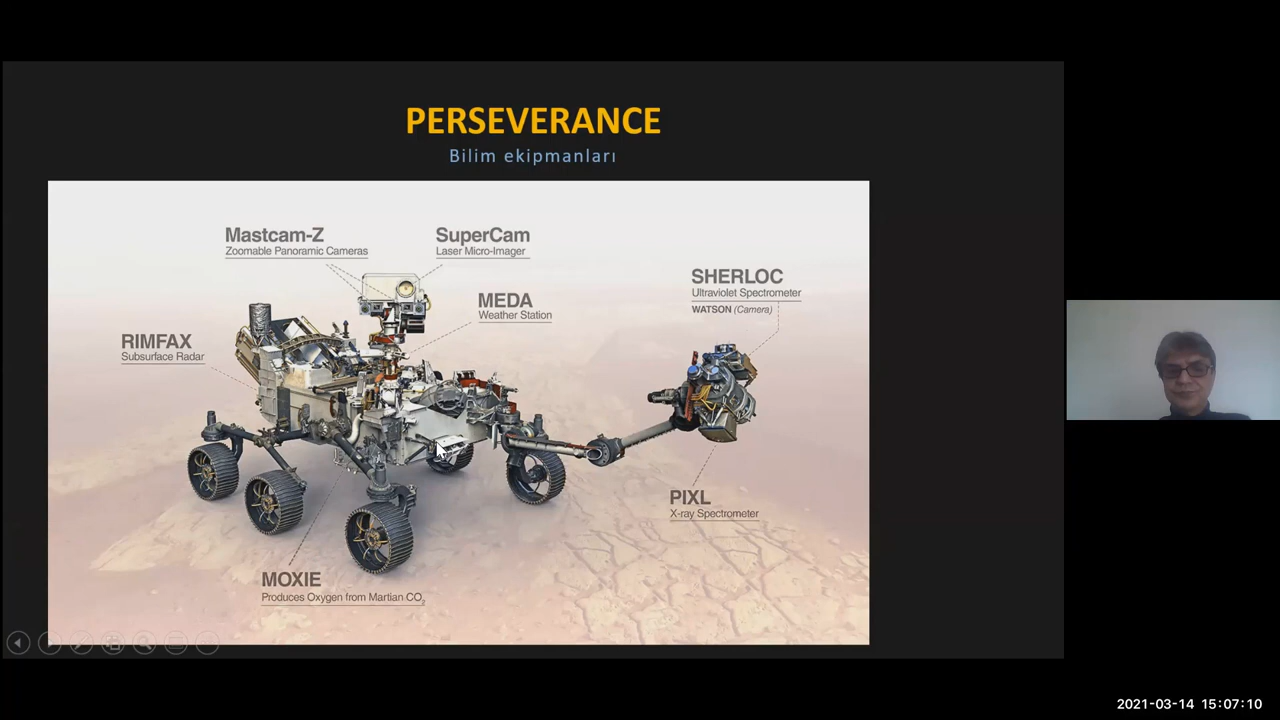 PERSEVERANCE
Bilim ekipmanları
Mastcam-Z
Zoomable Panoramic Cameras
SuperCam
Laser Micro-Imager
SHERLOC
Ultraviolet Spectrometer
WATSON (Camera)
MEDA
Weather Station
RIMFAX
Subsurface Radar
PIXL
X-ray Spectrometer
MOXIE
Produces Oxygen from Martian CO₂
2021-03-14 15:07:10